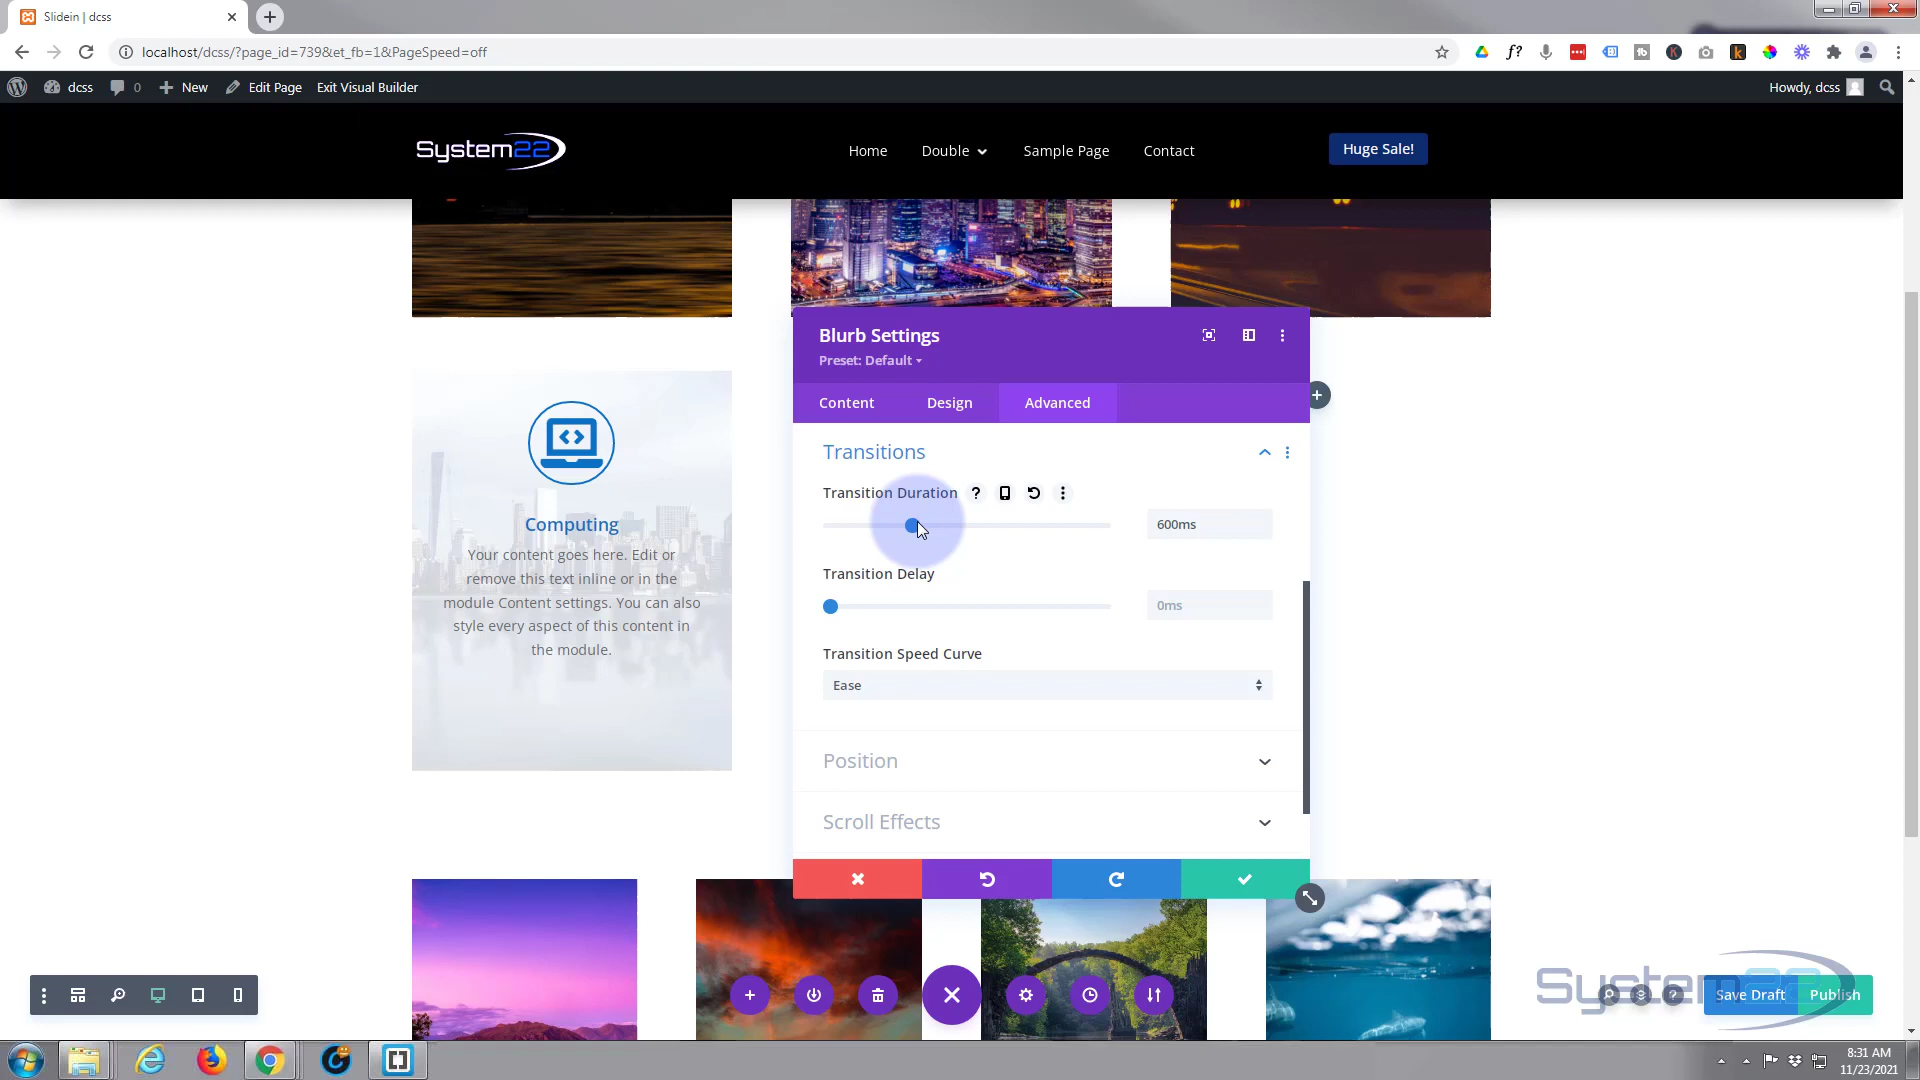 Slidein | dcss
localhost/dcss/?page_id=739&et_fb=1&PageSpeed=off
dcss 0 New Edit Page Exit Visual Builder Howdy, dcss
System22 Home Double Sample Page Contact Huge Sale!
Blurb Settings
Preset: Default
Content Design Advanced
Transitions
Transition Duration ?
600ms
Transition Delay
0ms
Transition Speed Curve
Ease
Position
Scroll Effects
Computing
Your content goes here. Edit or
remove this text inline or in the
module Content settings. You can also
style every aspect of this content in
the module.
System22
? Save Draft Publish
8:31 AM
11/23/2021